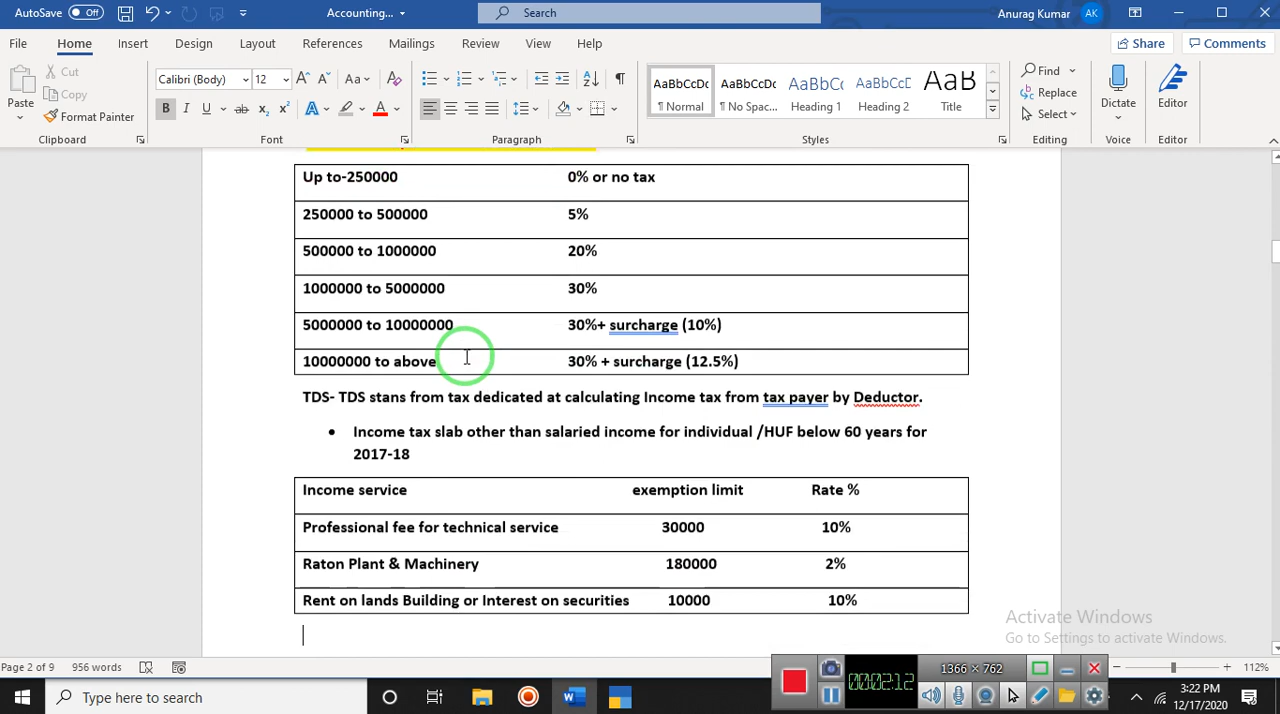 AutoSave Off Accounting... Search Anurag Kumar AK
File Home Insert Design Layout References Mailings Review View Help Share Comments
Paste Cut Copy Format Painter
Calibri (Body) 12 Aa
B I U ab x₂ x² A A
AaBbCcDc ¶ Normal AaBbCcDc ¶ No Spac... AaBbCc Heading 1 AaBbCcD Heading 2 AaB Title
Find Replace Select Dictate Editor
Clipboard Font Paragraph Styles Editing Voice Editor
Up to-250000 0% or no tax
250000 to 500000 5%
500000 to 1000000 20%
1000000 to 5000000 30%
5000000 to 10000000 30%+ surcharge (10%)
10000000 to above 30% + surcharge (12.5%)
TDS- TDS stans from tax dedicated at calculating Income tax from tax payer by Deductor.
• Income tax slab other than salaried income for individual /HUF below 60 years for
2017-18
Income service exemption limit Rate %
Professional fee for technical service 30000 10%
Raton Plant & Machinery 180000 2%
Rent on lands Building or Interest on securities 10000 10%
Activate Windows
Go to Settings to activate Windows.
Page 2 of 9 956 words 112%
00:02:12 1366 × 762
Type here to search 3:22 PM
12/17/2020